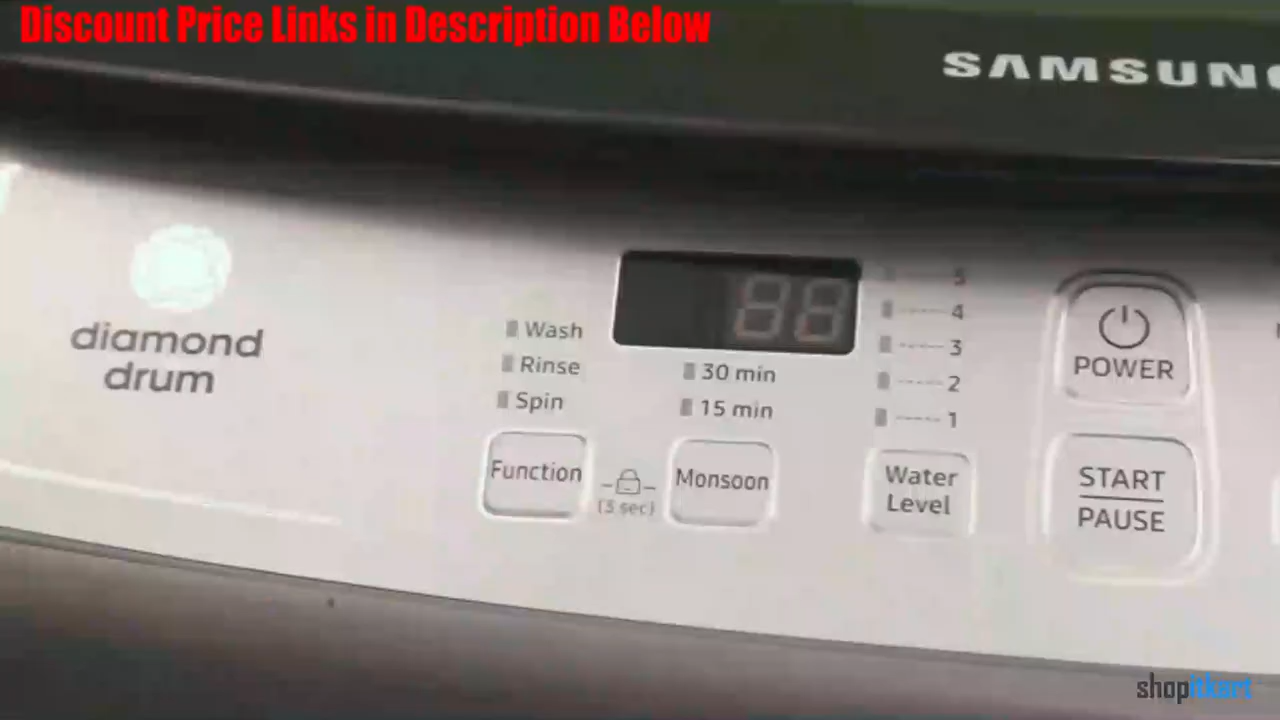 Discount Price Links in Description Below
SAMSUNG
diamond
drum
88
Wash
Rinse
Spin
30 min
15 min
5
4
3
2
1
Function
(3 sec)
Monsoon
Water
Level
POWER
START
PAUSE
shopitkart